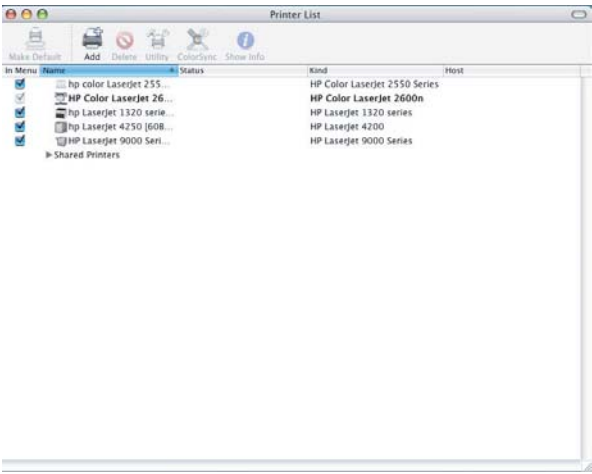 Printer List
Make Default Add Delete Utility ColorSync Show Info
In Menu Name Status Kind Host
hp color LaserJet 255... HP Color LaserJet 2550 Series
HP Color LaserJet 26... HP Color LaserJet 2600n
hp LaserJet 1320 serie... HP LaserJet 1320 series
hp LaserJet 4250 [60B... HP LaserJet 4200
HP LaserJet 9000 Seri... HP LaserJet 9000 Series
Shared Printers